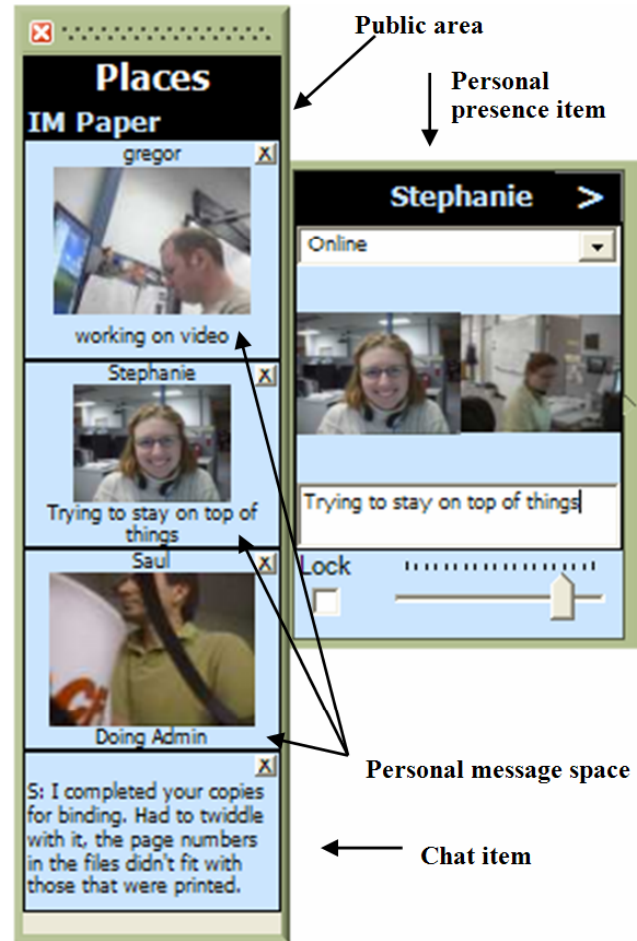 Public area
Personal
presence item
Places
IM Paper
gregor X
working on video
Stephanie X
Trying to stay on top of
things
Saul X
Doing Admin
X
S: I completed your copies
for binding. Had to twiddle
with it, the page numbers
in the files didn't fit with
those that were printed.
Stephanie >
Online
Trying to stay on top of things
Lock
Personal message space
Chat item